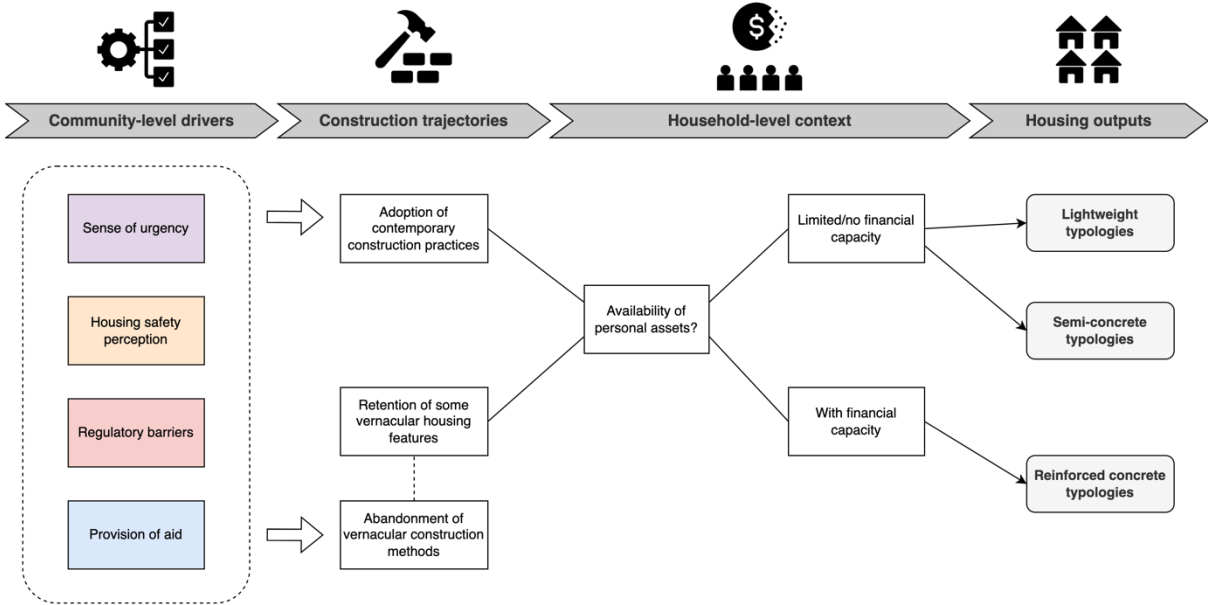 $
Community-level drivers
Construction trajectories
Household-level context
Housing outputs
Sense of urgency
Housing safety
perception
Regulatory barriers
Provision of aid
Adoption of
contemporary
construction practices
Retention of some
vernacular housing
features
Abandonment of
vernacular construction
methods
Availability of
personal assets?
Limited/no financial
capacity
With financial
capacity
Lightweight
typologies
Semi-concrete
typologies
Reinforced concrete
typologies